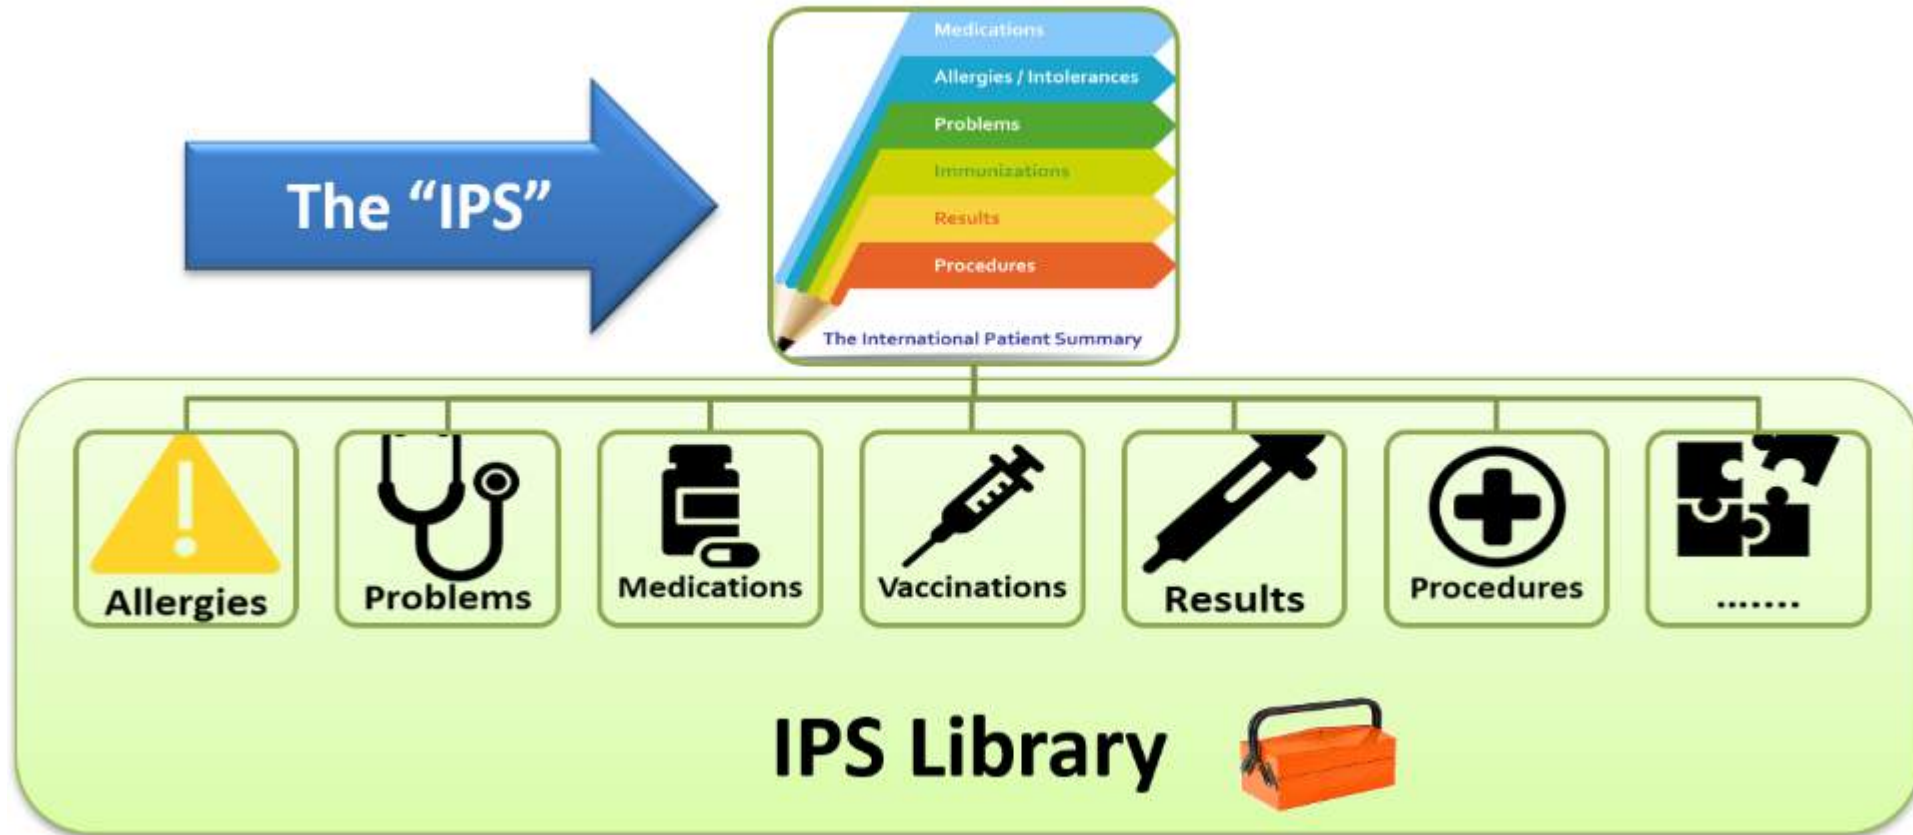 The “IPS”
Medications
Allergies / Intolerances
Problems
Immunizations
Results
Procedures
The International Patient Summary
Allergies
Problems
Medications
Vaccinations
Results
Procedures
.......
IPS Library